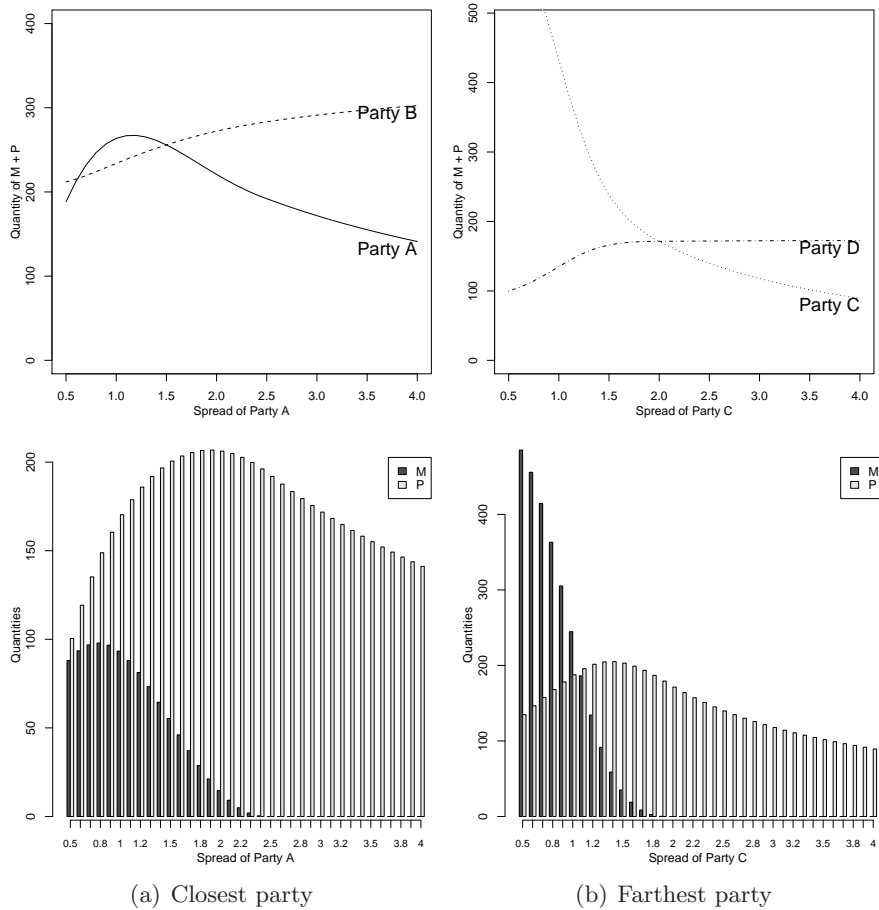 400
300
200
100
0
Quantity of M + P
Party B
Party A
0.5 1.0 1.5 2.0 2.5 3.0 3.5 4.0
Spread of Party A
500
400
300
200
100
0
Quantity of M + P
Party D
Party C
0.5 1.0 1.5 2.0 2.5 3.0 3.5 4.0
Spread of Party C
200
150
100
50
0
Quantities
M
P
0.5 0.8 1 1.2 1.5 1.8 2 2.2 2.5 2.8 3 3.2 3.5 3.8 4
Spread of Party A
400
300
200
100
0
Quantities
M
P
0.5 0.8 1 1.2 1.5 1.8 2 2.2 2.5 2.8 3 3.2 3.5 3.8 4
Spread of Party C
(a) Closest party
(b) Farthest party